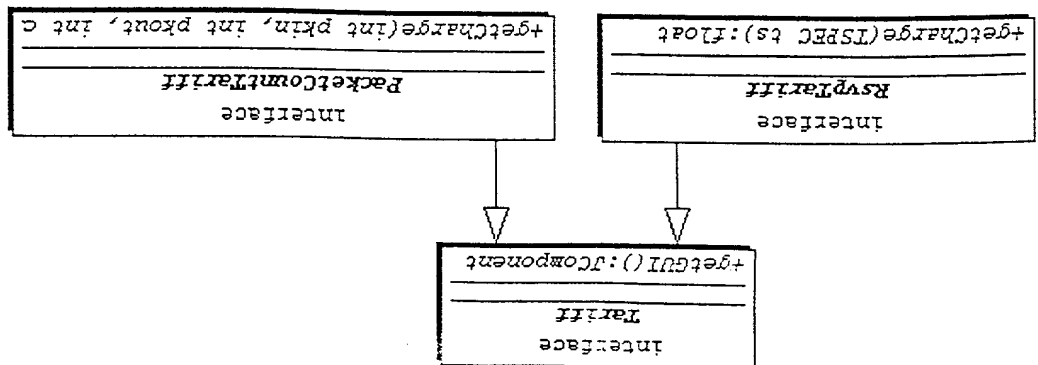 interface
Tariff
+getGUI():JComponent
interface
RsvpTariff
+getCharge(TSPEC ts):float
interface
PacketCountTariff
+getCharge(int pkin, int pkout, int c